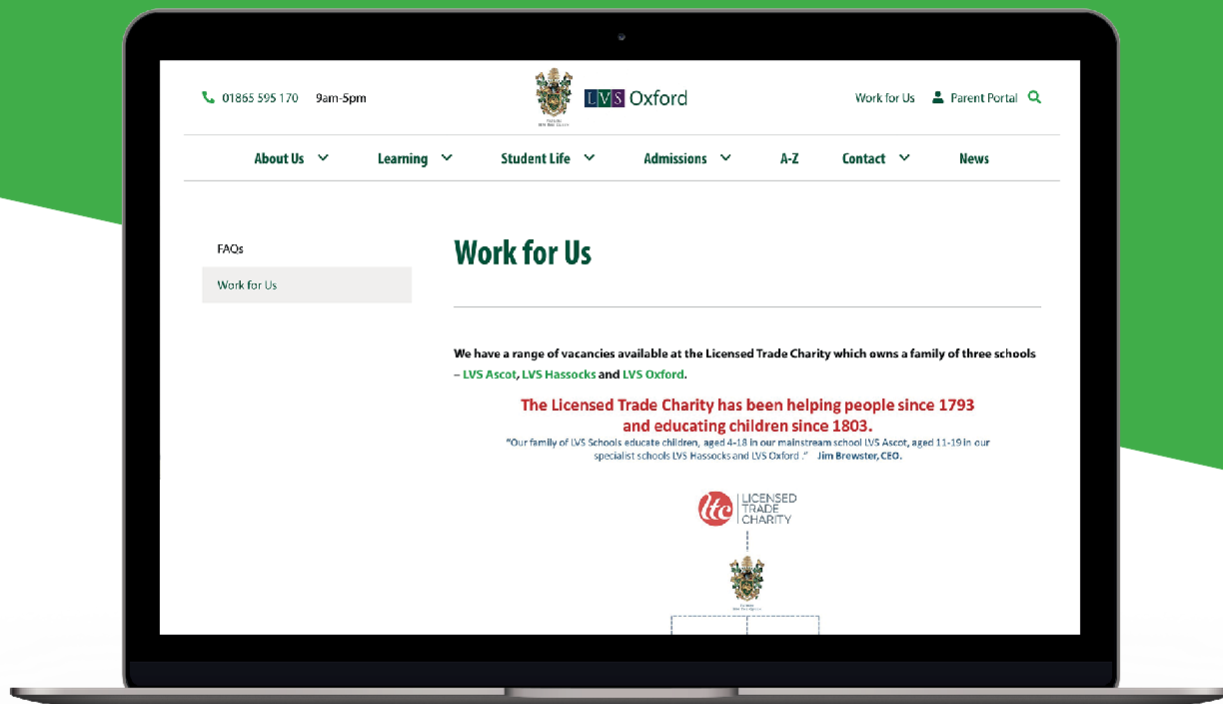 01865 595 170 9am-5pm
LVS Oxford
Work for Us Parent Portal
About Us Learning Student Life Admissions A-Z Contact News
FAQs
Work for Us
Work for Us
We have a range of vacancies available at the Licensed Trade Charity which owns a family of three schools
– LVS Ascot, LVS Hassocks and LVS Oxford.
The Licensed Trade Charity has been helping people since 1793
and educating children since 1803.
"Our family of LVS Schools educate children, aged 4-18 in our mainstream school LVS Ascot, aged 11-19 in our
specialist schools LVS Hassocks and LVS Oxford ." Jim Brewster, CEO.
ltc LICENSED
TRADE
CHARITY